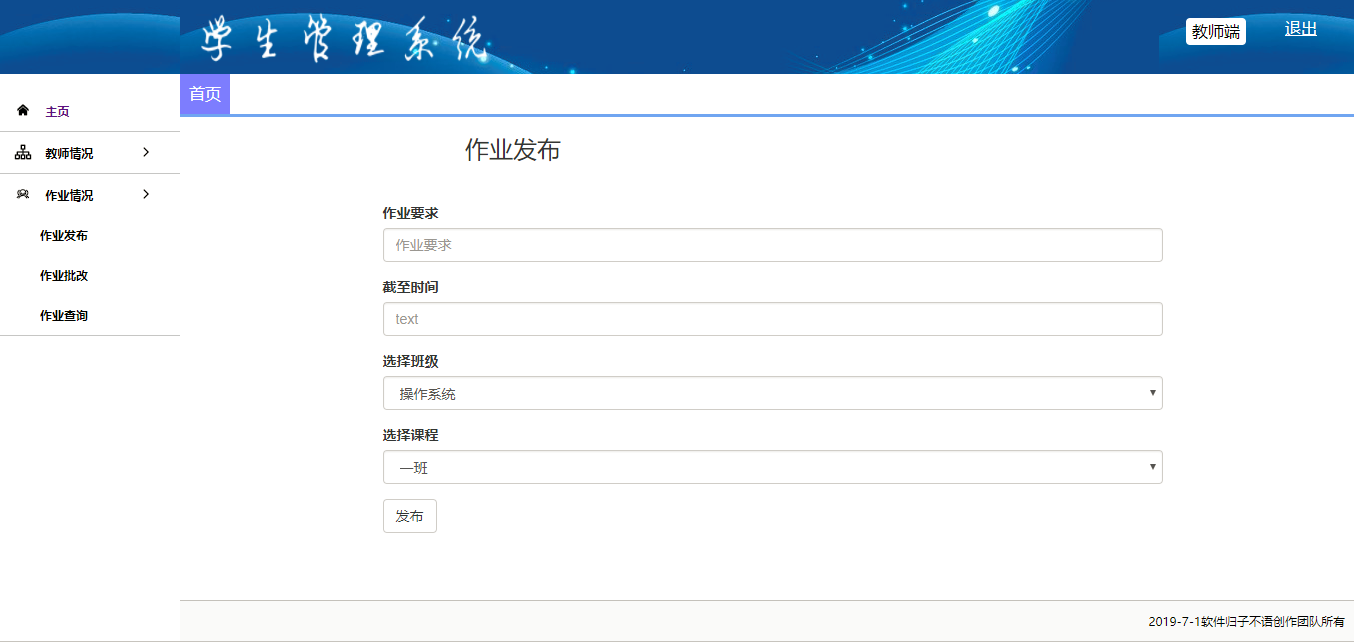 学生管理系统
教师端
退出
首页
主页
教师情况
作业情况
作业发布
作业批改
作业查询
作业发布
作业要求
作业要求
截至时间
text
选择班级
操作系统
选择课程
一班
发布
2019-7-1软件归子不语创作团队所有